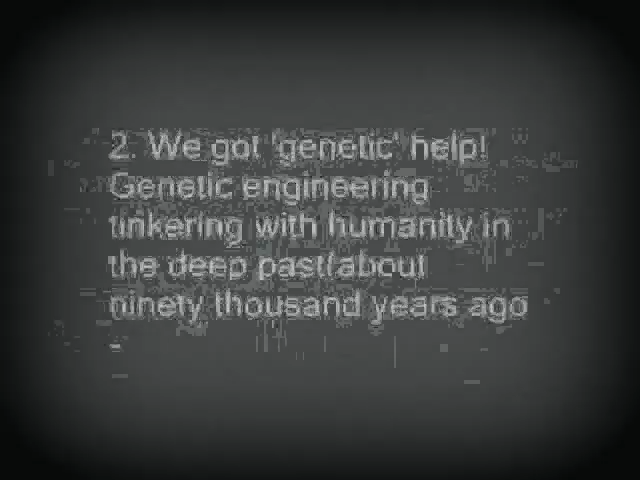 2. We got 'genetic' help!
Genetic engineering
tinkering with humanity in
the deep past(about
ninety thousand years ago
-